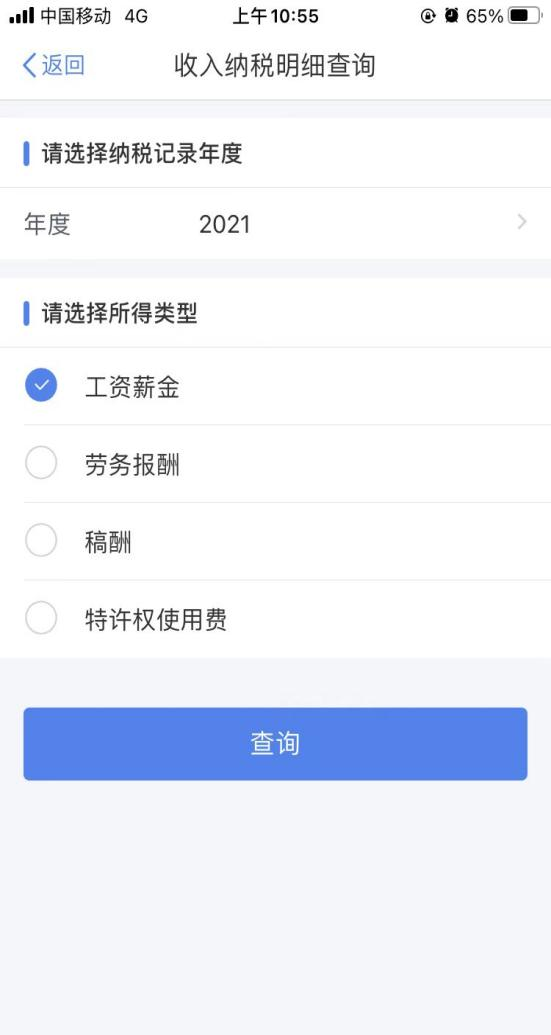 中国移动 4G 上午10:55 65%
返回 收入纳税明细查询
请选择纳税记录年度
年度 2021
请选择所得类型
工资薪金
劳务报酬
稿酬
特许权使用费
查询